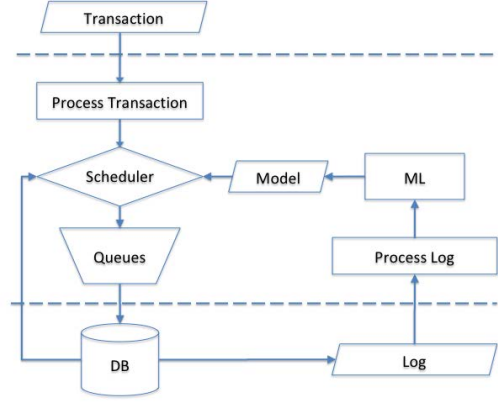 Transaction
Process Transaction
Scheduler
Model
ML
Queues
Process Log
DB
Log